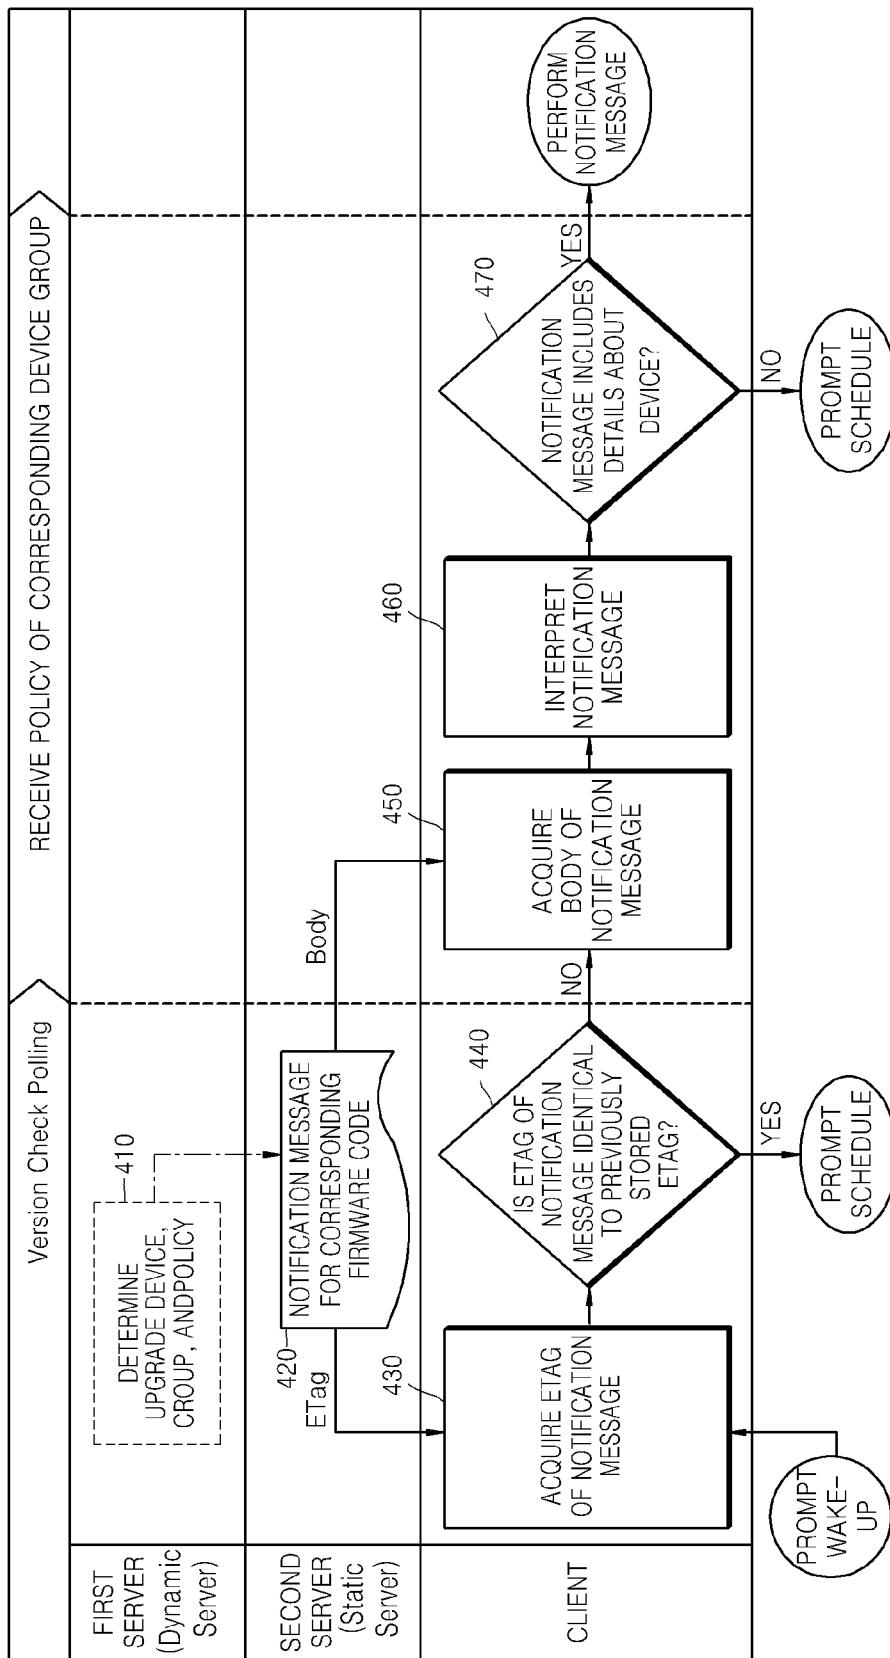 Version Check Polling
RECEIVE POLICY OF CORRESPONDING DEVICE GROUP
FIRST
SERVER
(Dynamic
Server)
DETERMINE
UPGRADE DEVICE,
CROUP, ANDPOLICY
410
SECOND
SERVER
(Static
Server)
420
NOTIFICATION MESSAGE
FOR CORRESPONDING
FIRMWARE CODE
ETag
Body
CLIENT
430
ACQUIRE ETAG
OF NOTIFICATION
MESSAGE
440
IS ETAG OF
NOTIFICATION
MESSAGE IDENTICAL
TO PREVIOUSLY
STORED
ETAG?
NO
450
ACQUIRE
BODY OF
NOTIFICATION
MESSAGE
460
INTERPRET
NOTIFICATION
MESSAGE
470
NOTIFICATION
MESSAGE INCLUDES
DETAILS ABOUT
DEVICE?
YES
PERFORM
NOTIFICATION
MESSAGE
PROMPT
WAKE-
UP
YES
PROMPT
SCHEDULE
NO
PROMPT
SCHEDULE